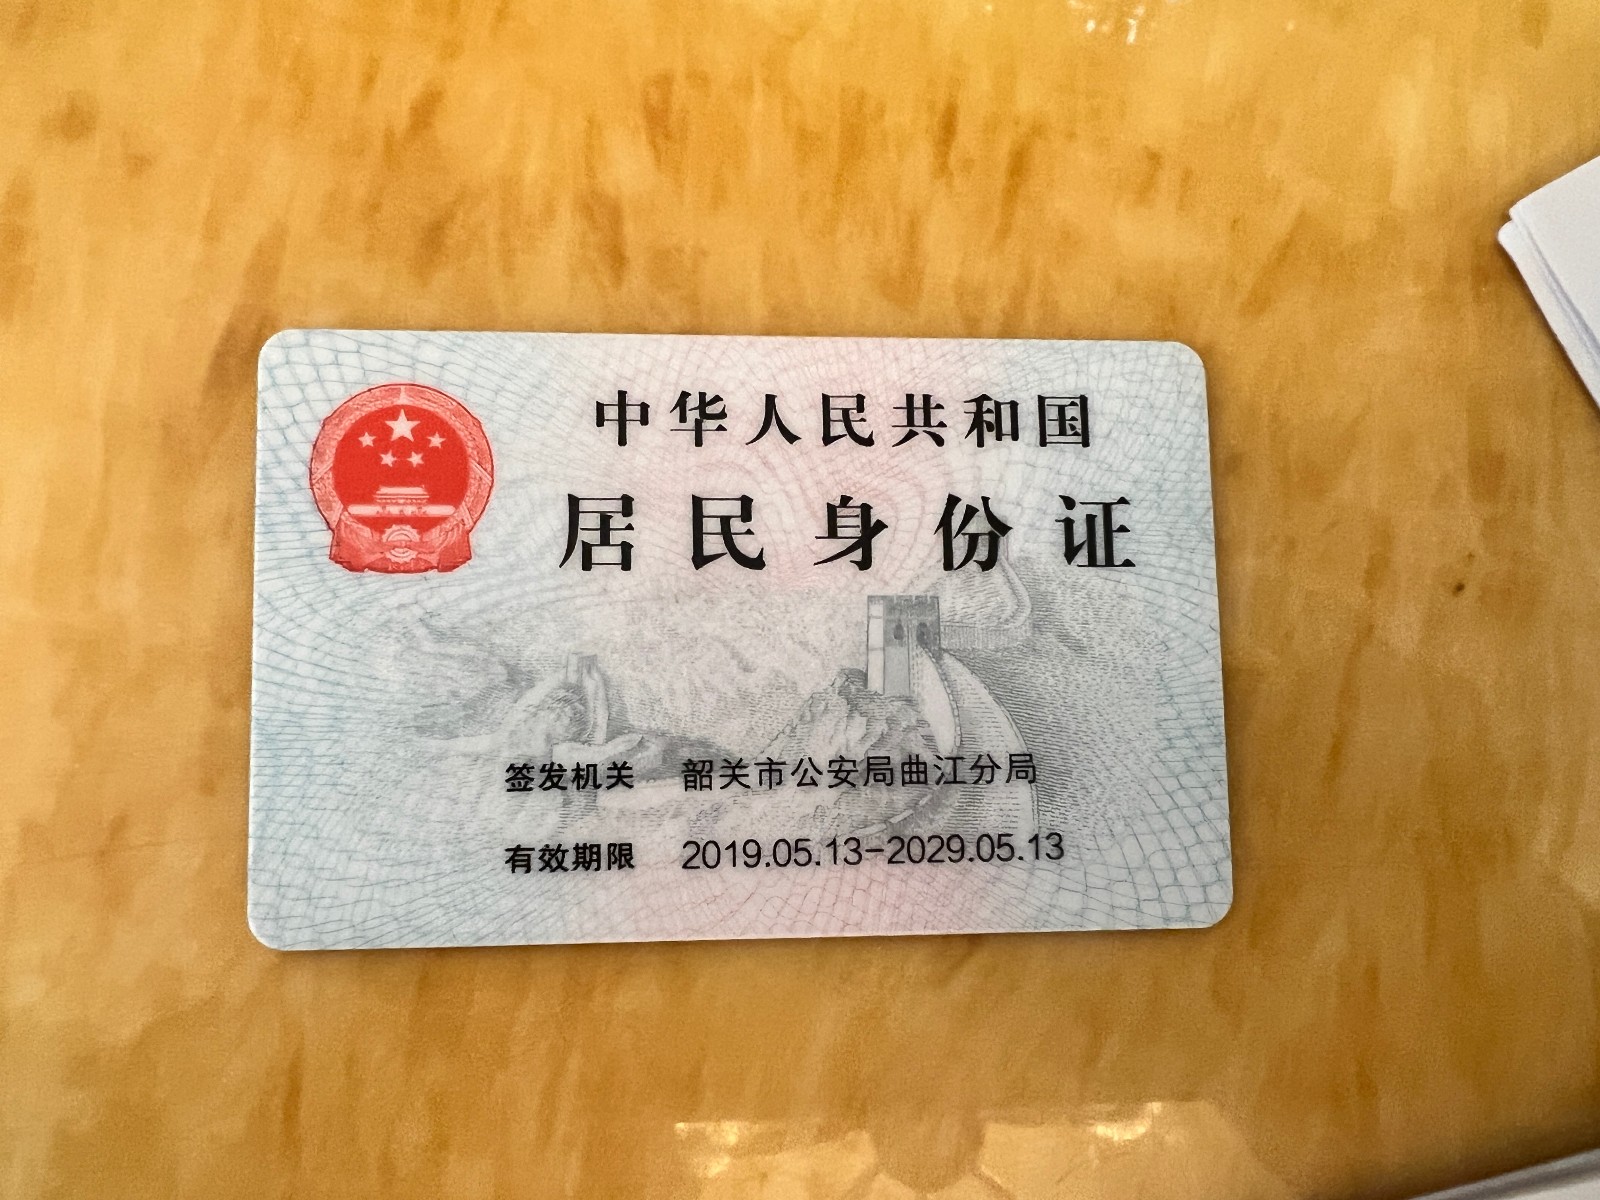 中华人民共和国
居民身份证
签发机关 韶关市公安局曲江分局
有效期限 2019.05.13-2029.05.13